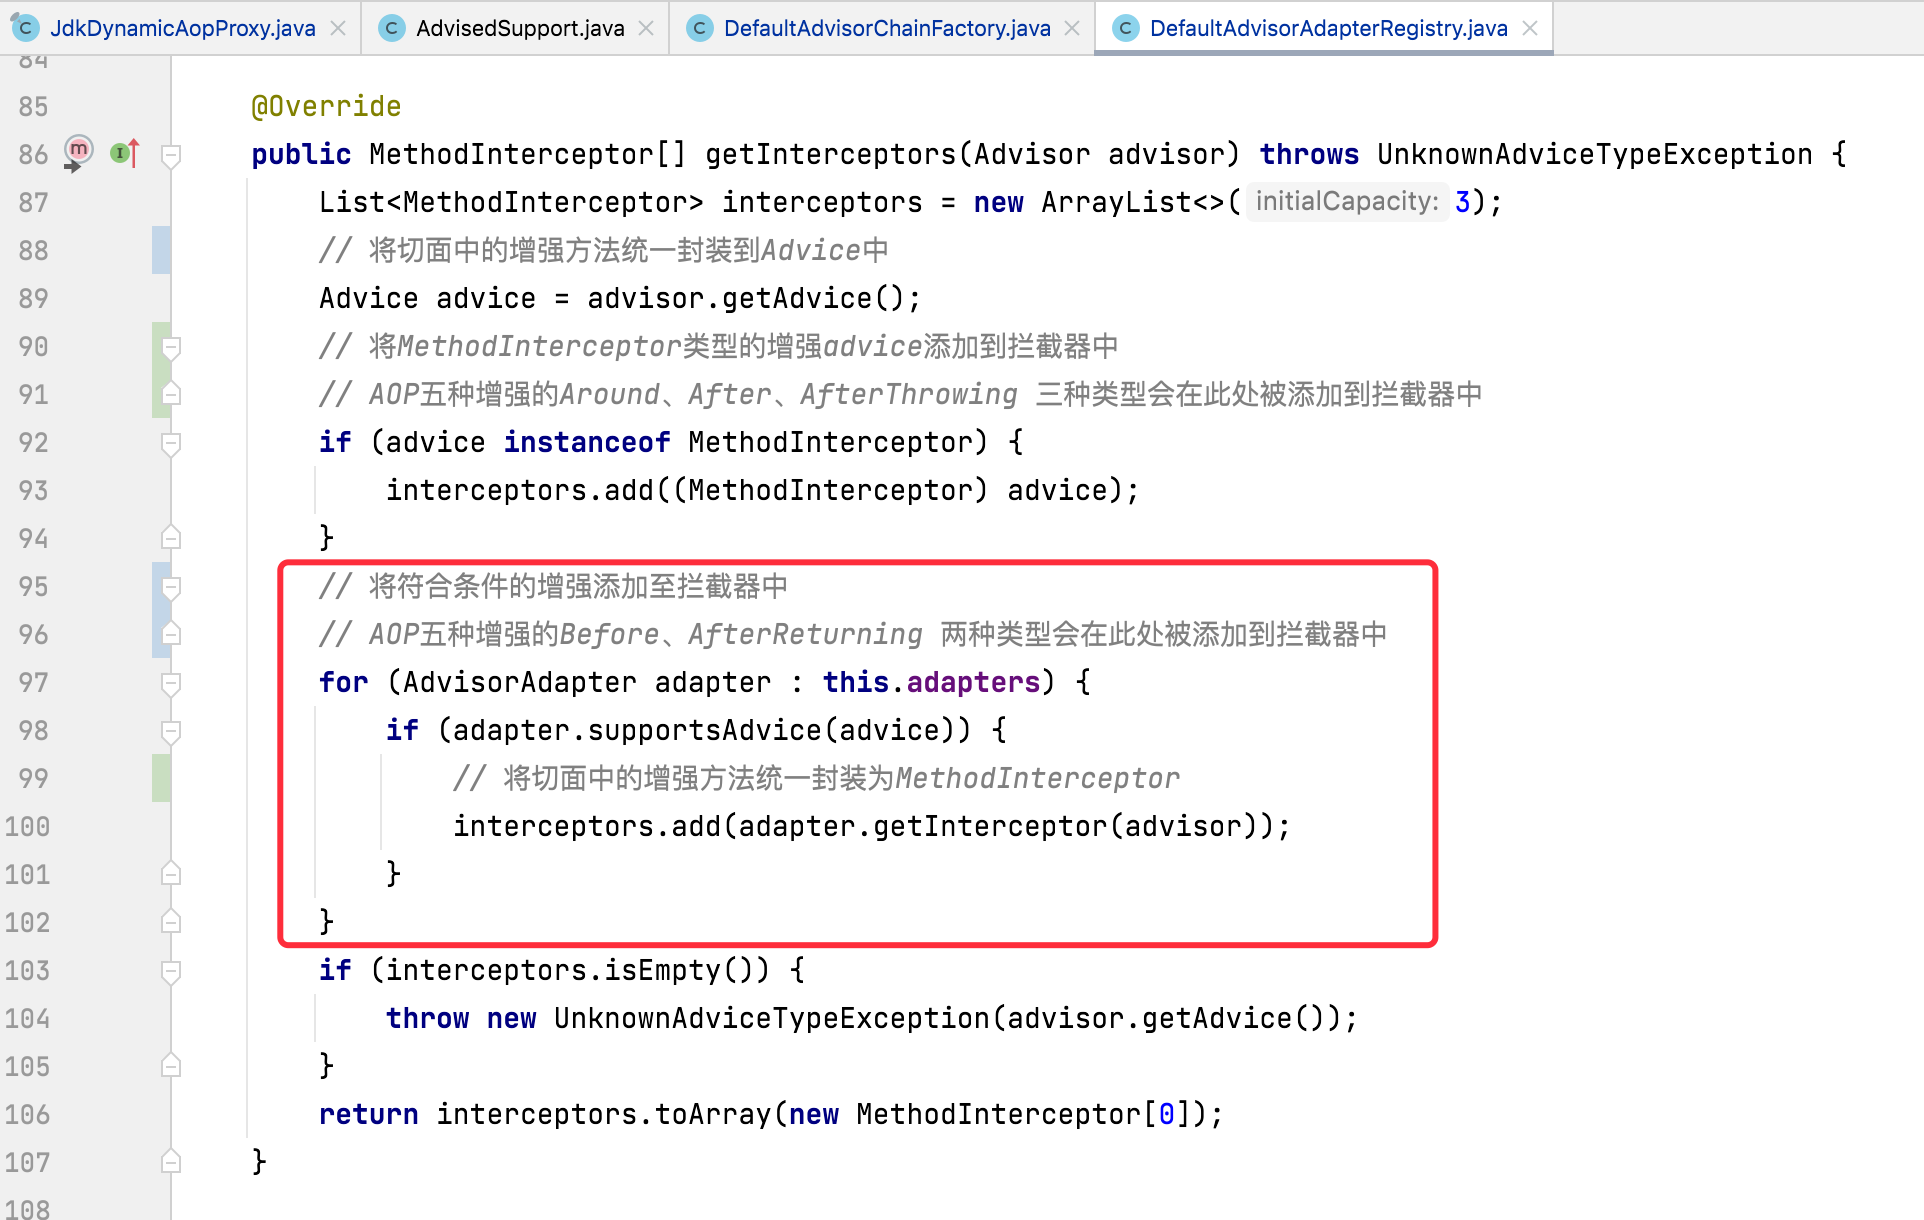 JdkDynamicAopProxy.java
AdvisedSupport.java
DefaultAdvisorChainFactory.java
DefaultAdvisorAdapterRegistry.java
84
85 @Override
86 public MethodInterceptor[] getInterceptors(Advisor advisor) throws UnknownAdviceTypeException {
87 List<MethodInterceptor> interceptors = new ArrayList<>( initialCapacity: 3);
88 // 将切面中的增强方法统一封装到Advice中
89 Advice advice = advisor.getAdvice();
90 // 将MethodInterceptor类型的增强advice添加到拦截器中
91 // AOP五种增强的Around、After、AfterThrowing 三种类型会在此处被添加到拦截器中
92 if (advice instanceof MethodInterceptor) {
93 interceptors.add((MethodInterceptor) advice);
94 }
95 // 将符合条件的增强添加至拦截器中
96 // AOP五种增强的Before、AfterReturning 两种类型会在此处被添加到拦截器中
97 for (AdvisorAdapter adapter : this.adapters) {
98 if (adapter.supportsAdvice(advice)) {
99 // 将切面中的增强方法统一封装为MethodInterceptor
100 interceptors.add(adapter.getInterceptor(advisor));
101 }
102 }
103 if (interceptors.isEmpty()) {
104 throw new UnknownAdviceTypeException(advisor.getAdvice());
105 }
106 return interceptors.toArray(new MethodInterceptor[0]);
107 }
108